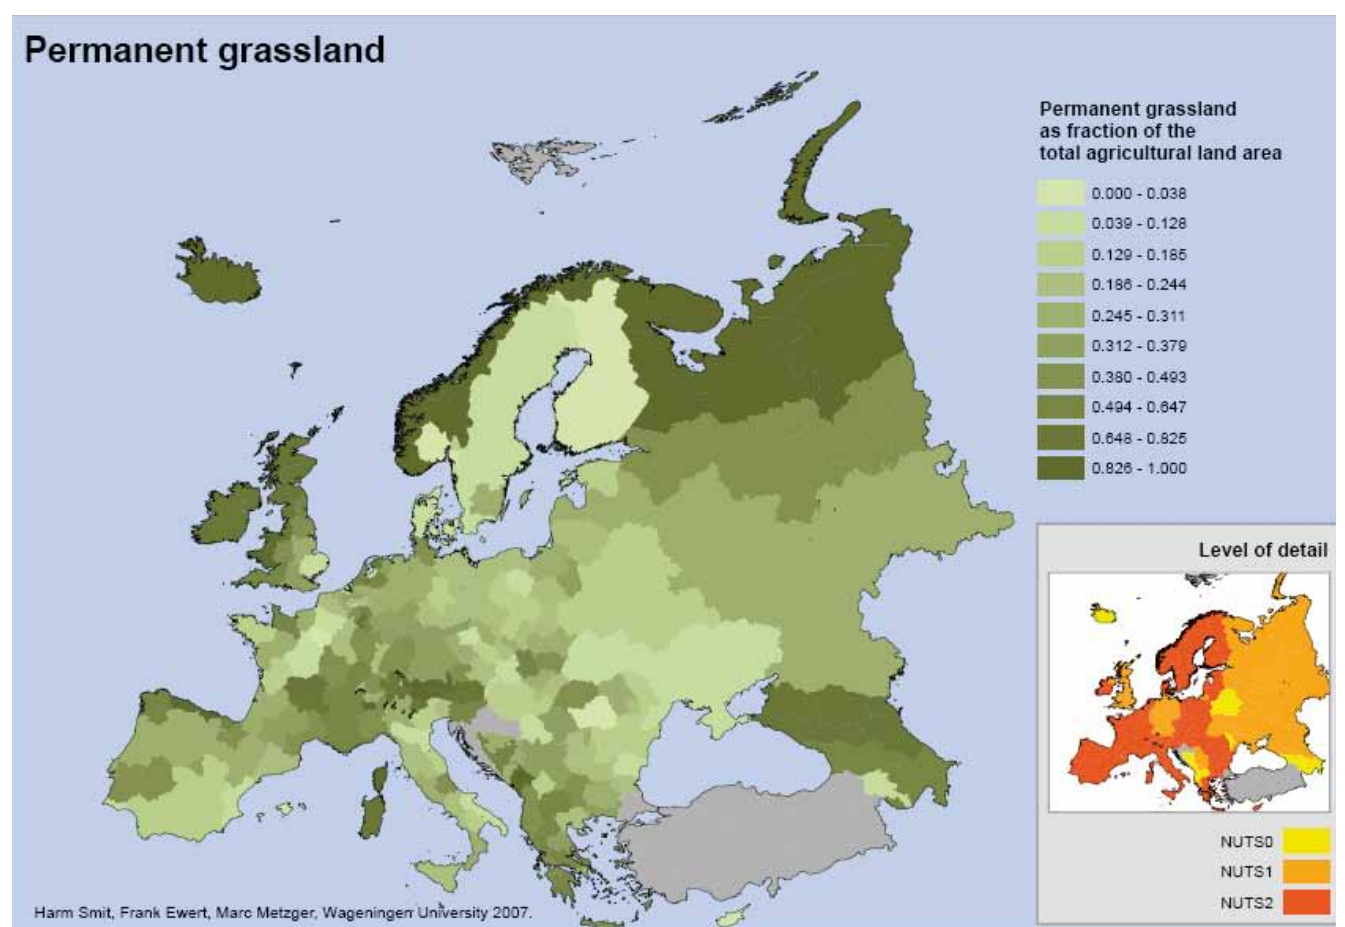 Permanent grassland
Permanent grassland
as fraction of the
total agricultural land area
0.000 - 0.038
0.039 - 0.128
0.129 - 0.185
0.186 - 0.244
0.245 - 0.311
0.312 - 0.379
0.380 - 0.493
0.494 - 0.647
0.648 - 0.825
0.826 - 1.000
Level of detail
NUTS0
NUTS1
NUTS2
Harm Smit, Frank Ewert, Marc Metzger, Wageningen University 2007.